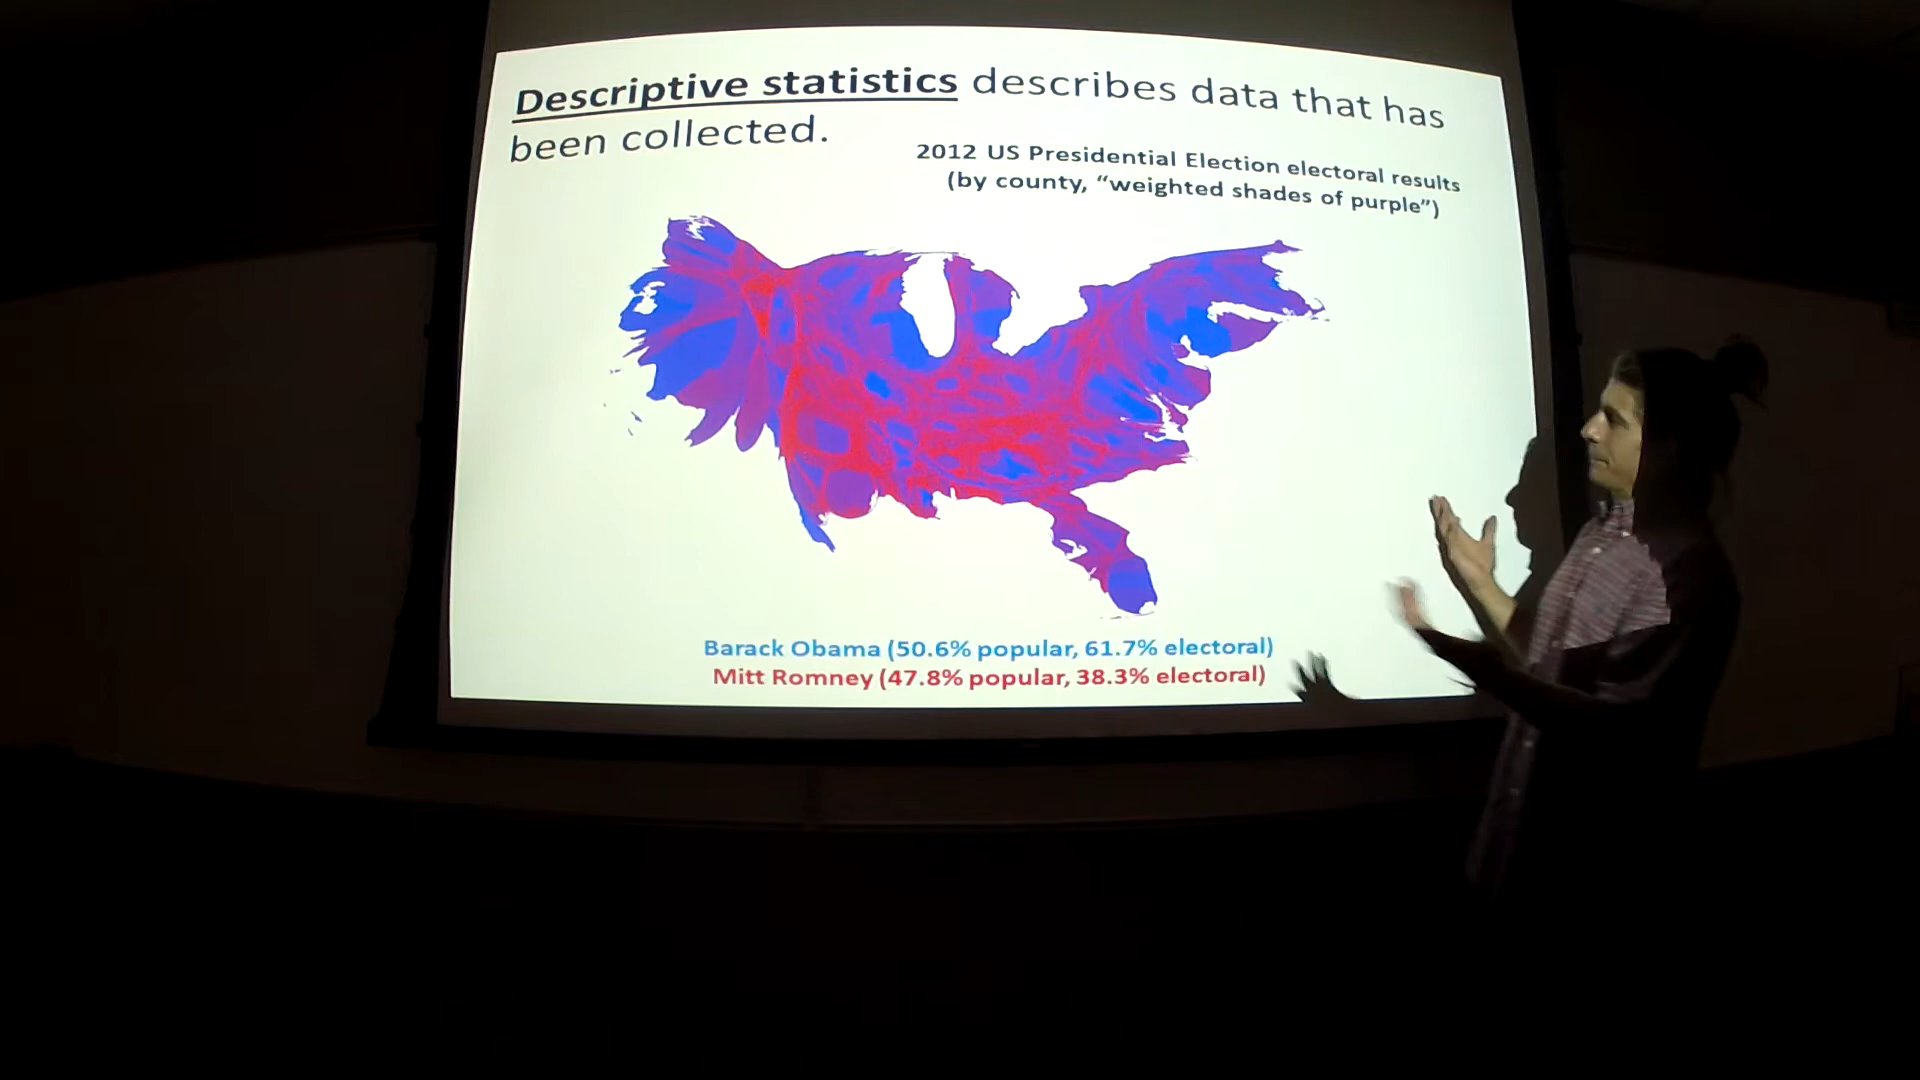 Descriptive statistics describes data that has
been collected.
2012 US Presidential Election electoral results
(by county, “weighted shades of purple”)
Barack Obama (50.6% popular, 61.7% electoral)
Mitt Romney (47.8% popular, 38.3% electoral)